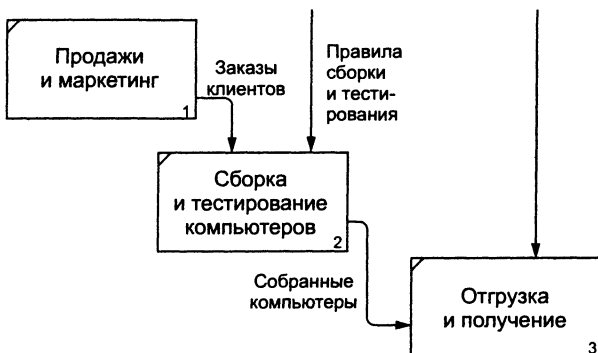 Продажи
и маркетинг
1
Заказы
клиентов
Правила
сборки
и тести-
рования
Сборка
и тестирование
компьютеров
2
Собранные
компьютеры
Отгрузка
и получение
3